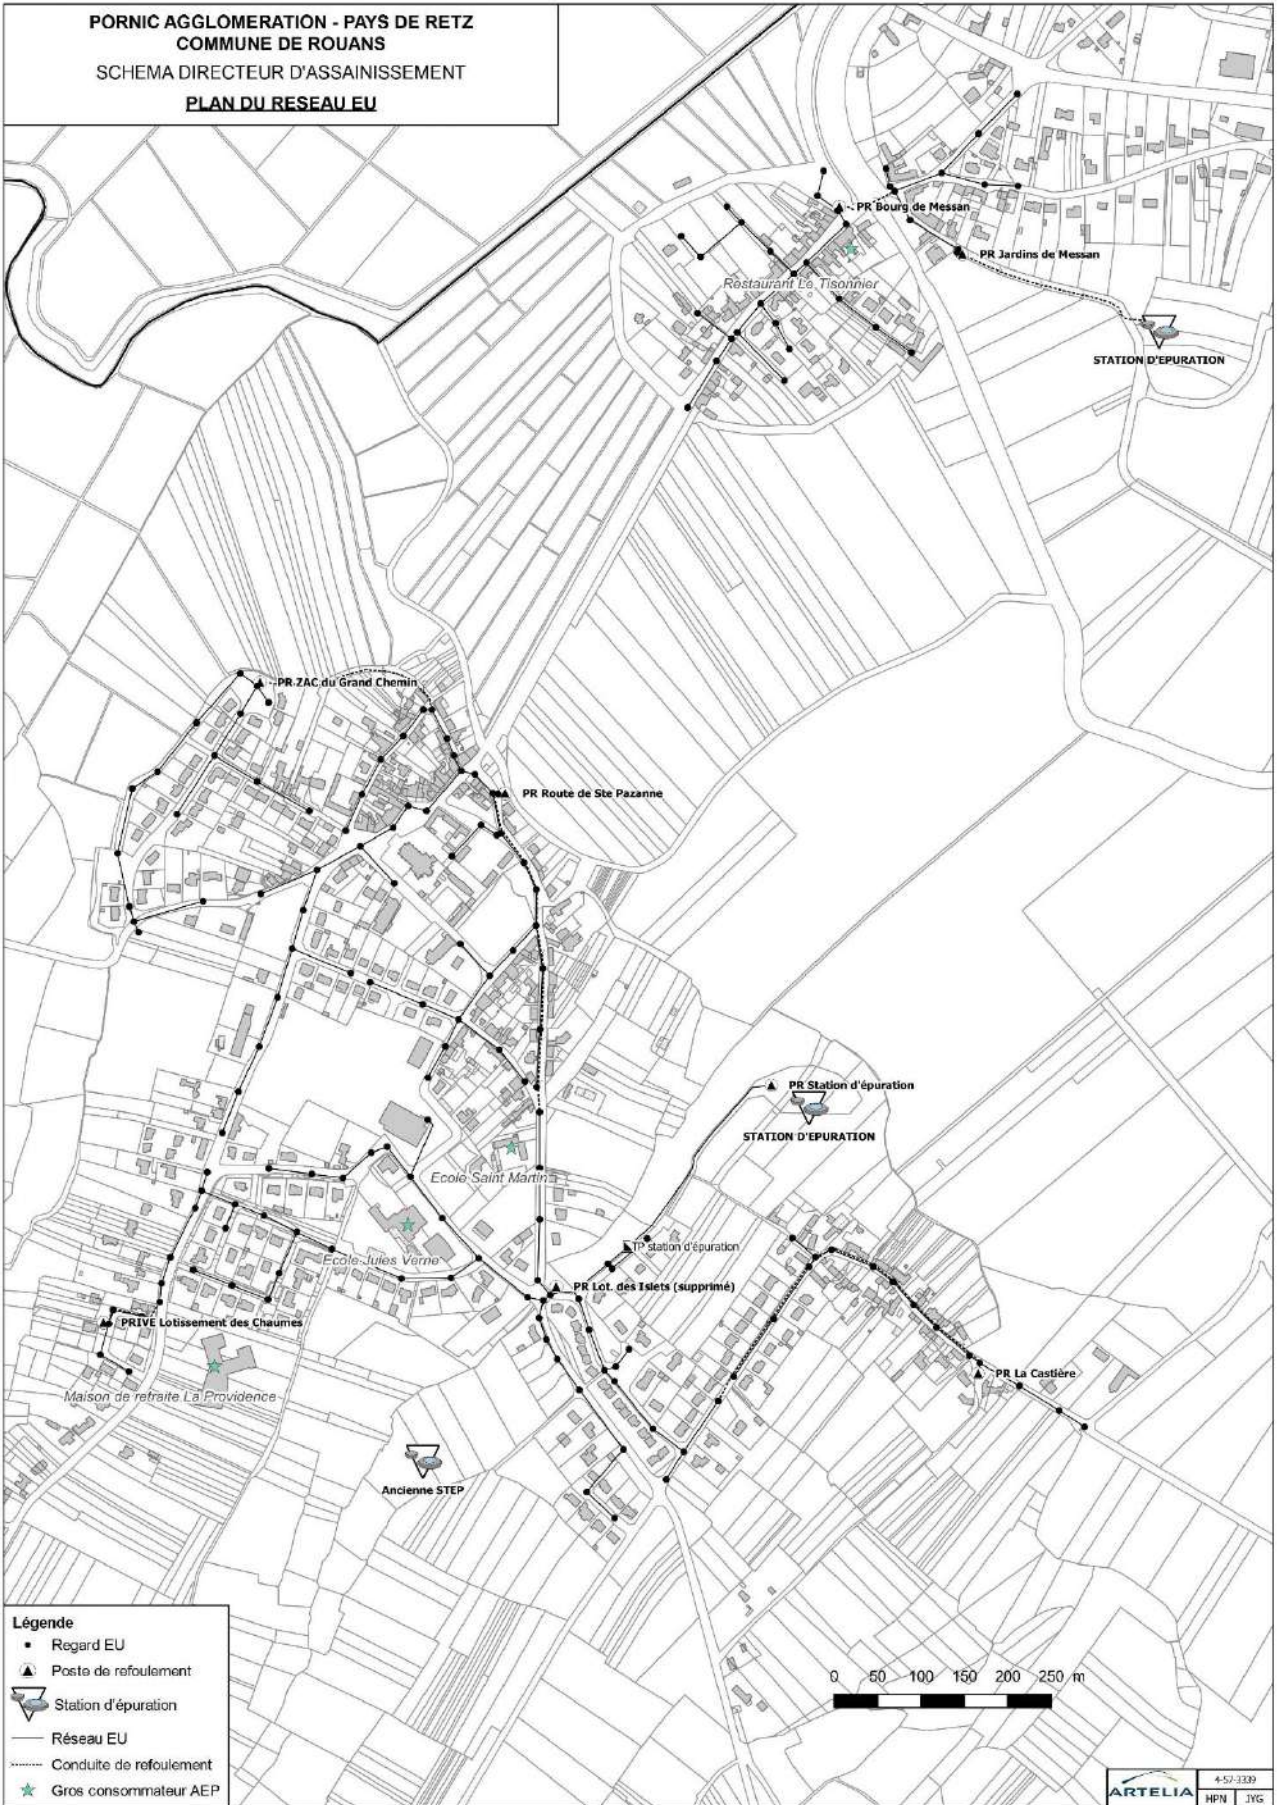 PORNIC AGGLOMERATION - PAYS DE RETZ
COMMUNE DE ROUANS
SCHEMA DIRECTEUR D'ASSAINISSEMENT
PLAN DU RESEAU EU
PR Bourg de Messan
PR Jardins de Messan
Restaurant Le Tisonnier
STATION D'EPURATION
PR ZAC du Grand Chemin
PR Route de Ste Pazanne
PR Station d'épuration
STATION D'EPURATION
Ecole Saint Martin
TP station d'épuration
Ecole Jules Verne
PR Lot. des Islets (supprimé)
PRIVE Lotissement des Chaumes
PR La Castière
Maison de retraite La Providence
Ancienne STEP
Légende
Regard EU
Poste de refoulement
Station d'épuration
Réseau EU
Conduite de refoulement
Gros consommateur AEP
0 50 100 150 200 250 m
ARTELIA
4-57-3339
HPN JYG